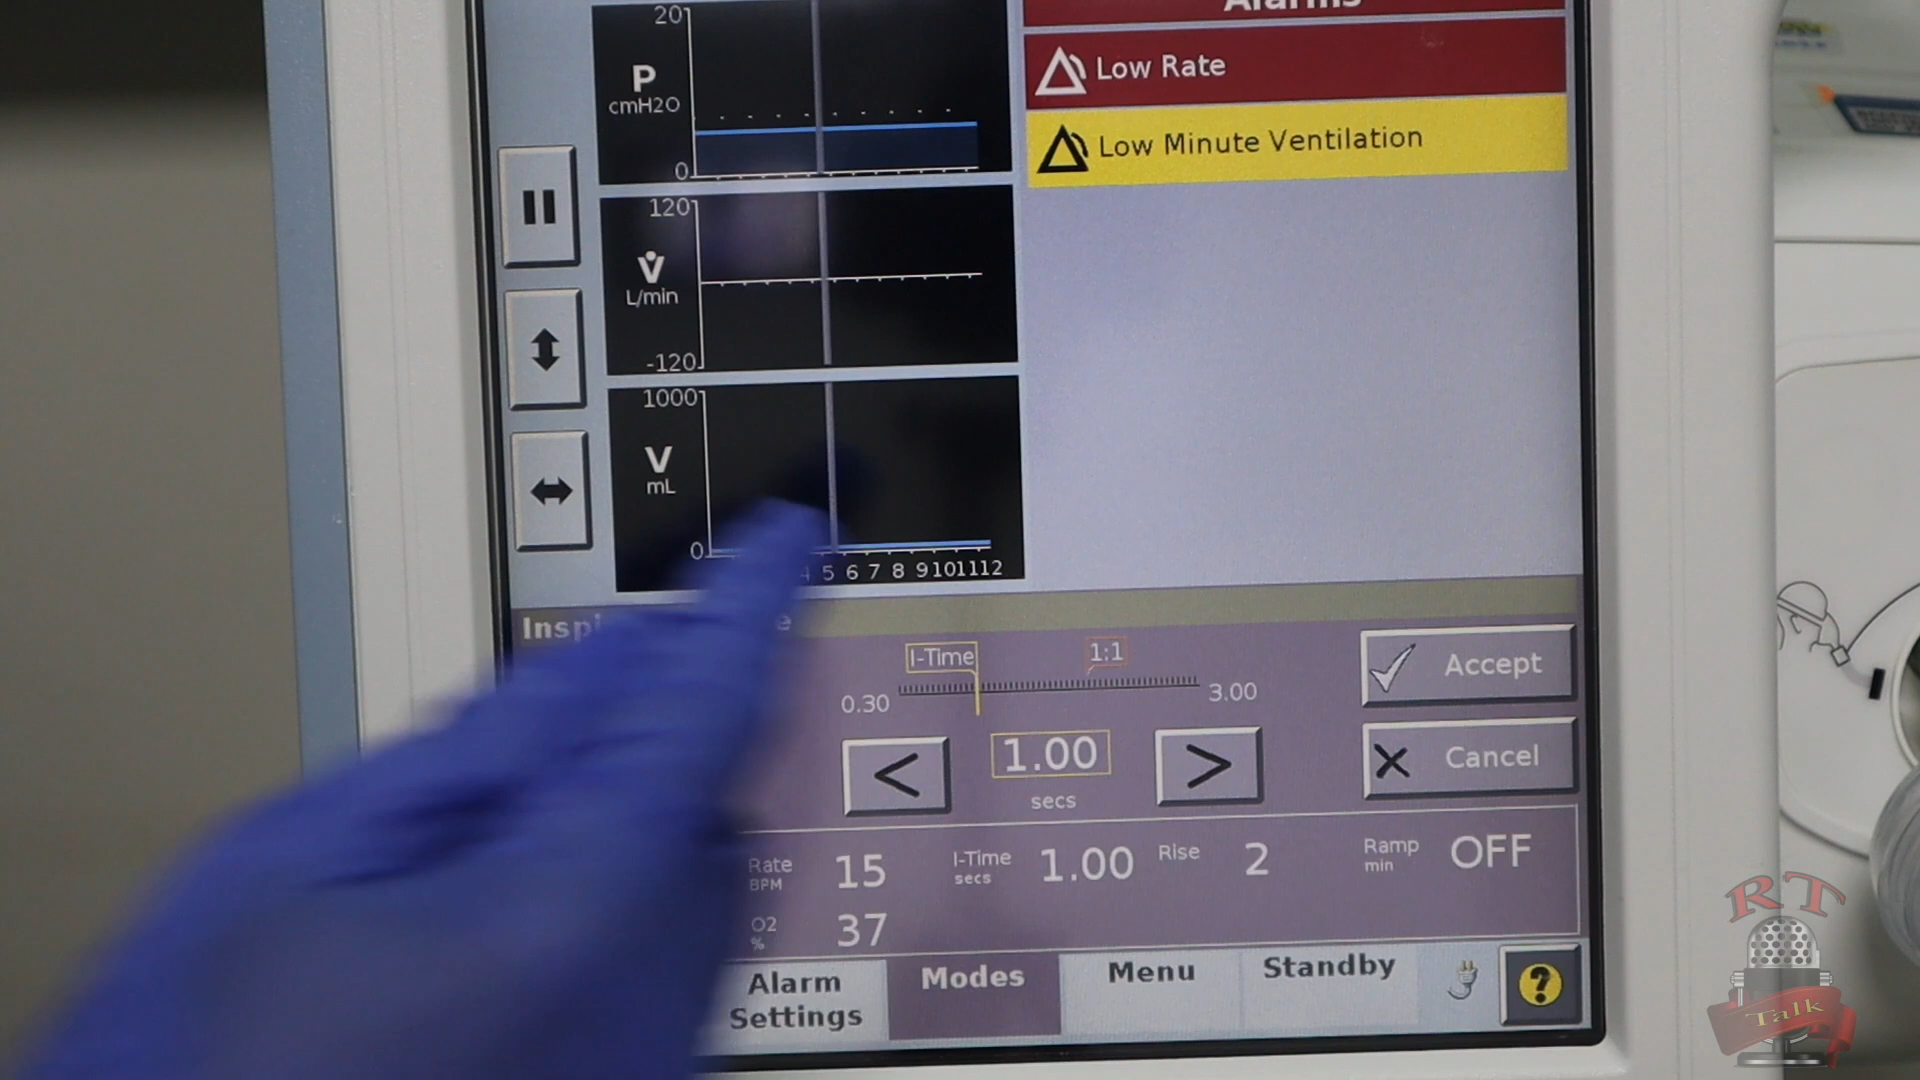 Alarms
20
P
cmH2O
0
Low Rate
Low Minute Ventilation
120
V̇
L/min
-120
1000
V
mL
0
4 5 6 7 8 9 10 11 12
I-Time
1:1
0.30
3.00
Accept
< 1.00 >
secs
Cancel
Rate
BPM
15
I-Time
secs
1.00
Rise
2
Ramp
min
OFF
O2
%
37
Alarm
Settings
Modes
Menu
Standby
?
RT
Talk